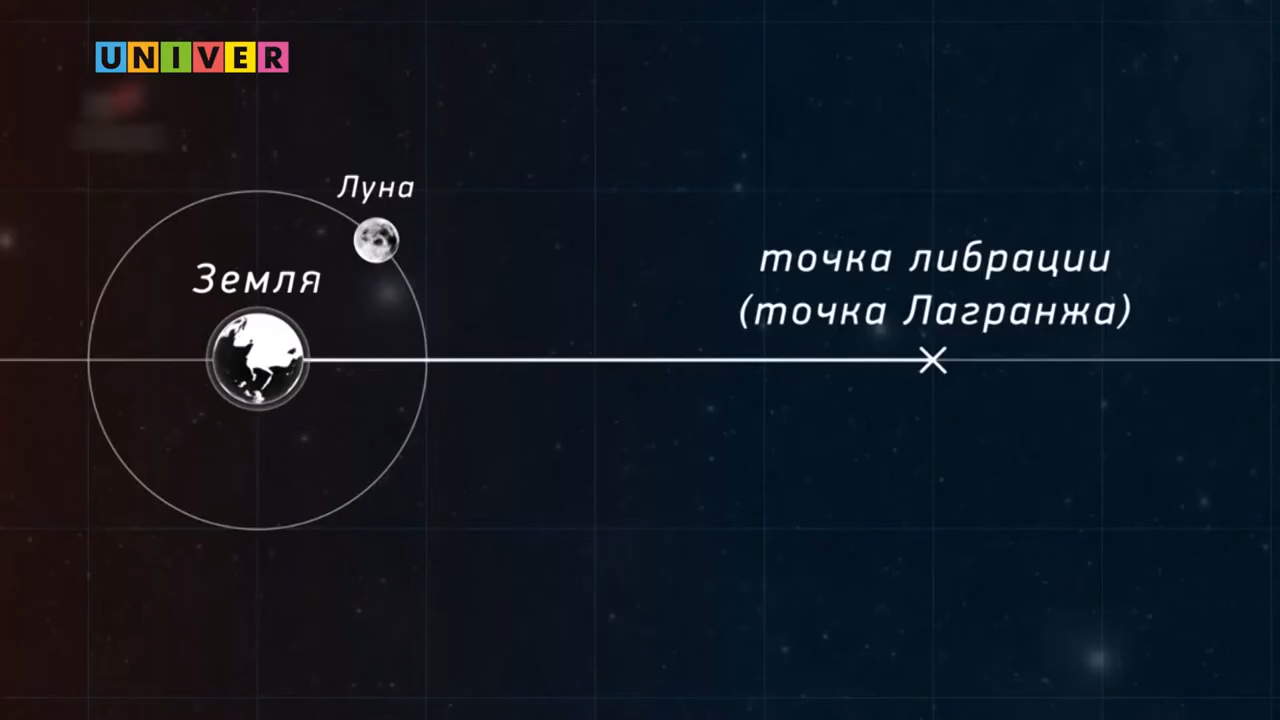 UNIVER
Луна
Земля
точка либрации
(точка Лагранжа)